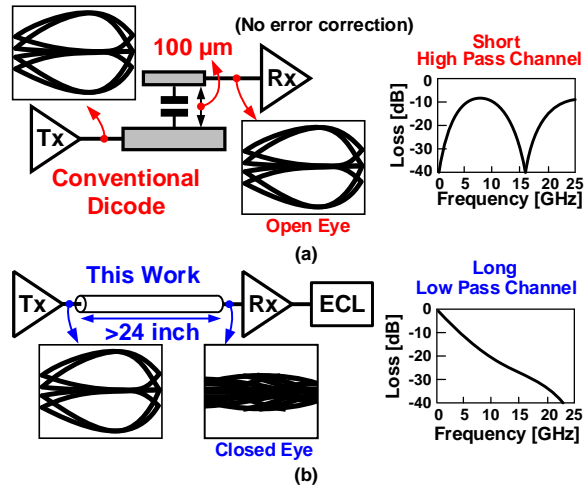 (No error correction)
100 μm
Tx
Rx
Conventional
Dicode
Open Eye
Short
High Pass Channel
Loss [dB]
0
-10
-20
-30
-40
0 5 10 15 20 25
Frequency [GHz]
(a)
This Work
Tx
>24 inch
Rx
ECL
Closed Eye
Long
Low Pass Channel
Loss [dB]
0
-10
-20
-30
-40
0 5 10 15 20 25
Frequency [GHz]
(b)